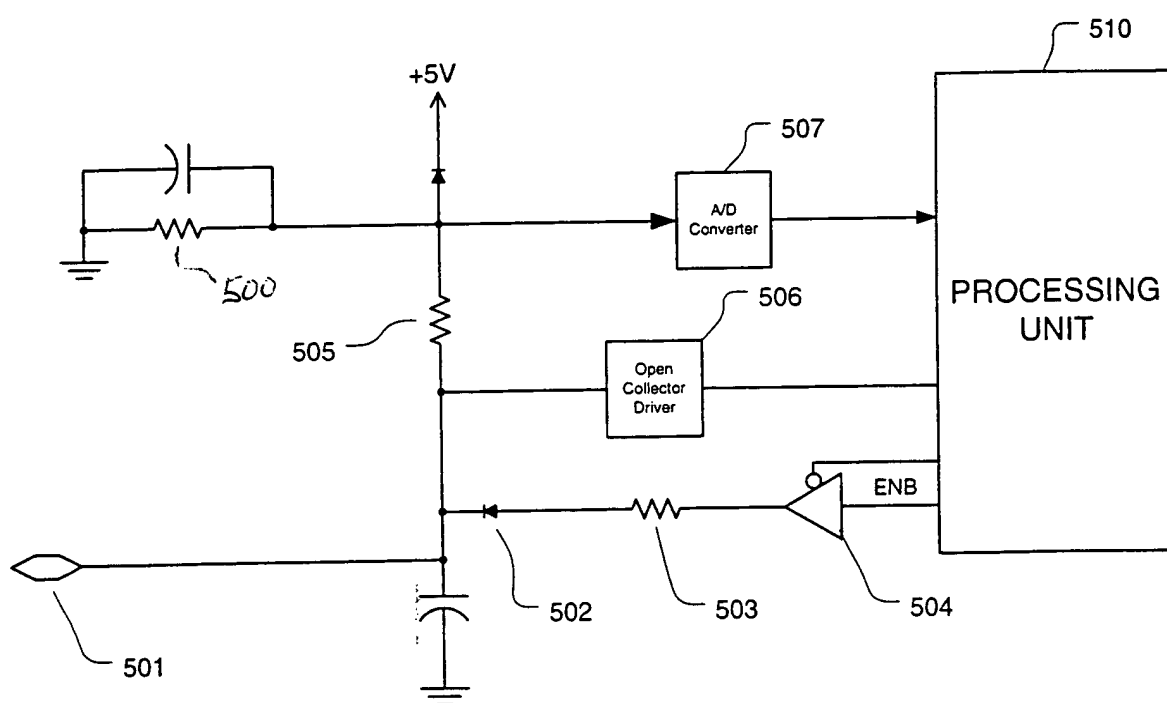 510
+5V
507
A/D
Converter
500
506
PROCESSING
UNIT
505
Open
Collector
Driver
ENB
502
503
504
501